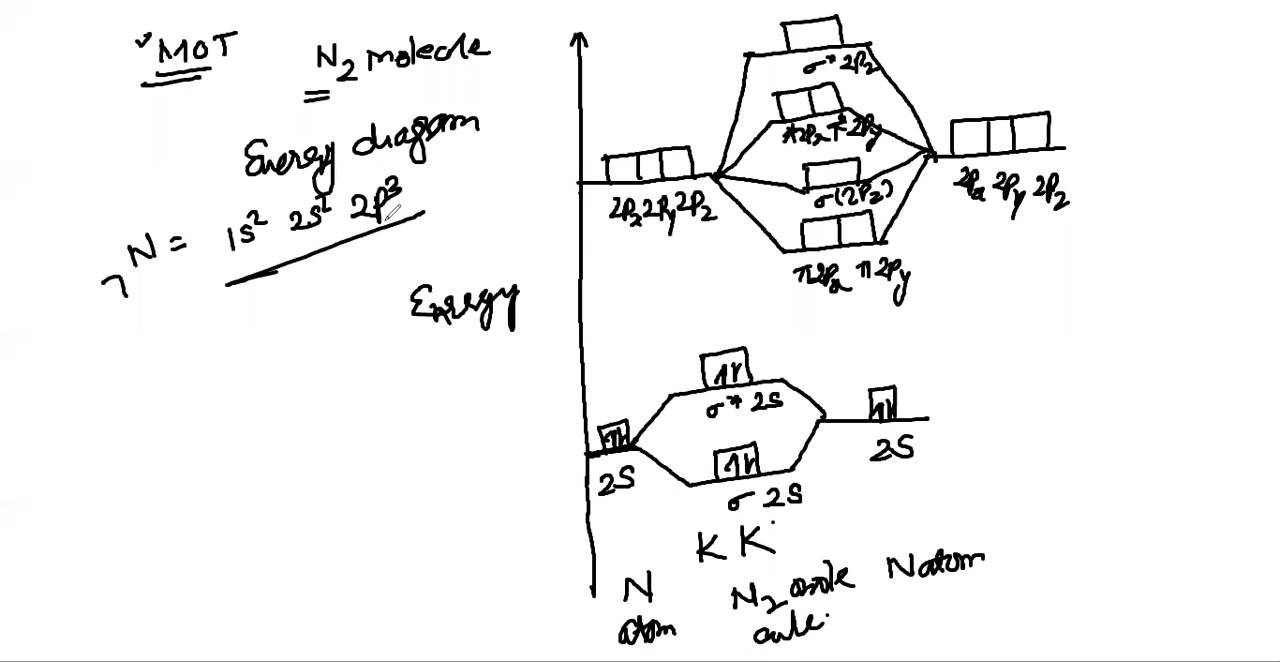 MOT
N2 molecule
Energy diagram
7N = 1s2 2s2 2p3
Energy
σ* 2Pz
π*2Px π*2Py
σ(2Pz)
π2Px π2Py
2Px 2Py 2Pz
2Px 2Py 2Pz
σ* 2S
2S
2S
σ 2S
K K
N atom
N2 molecule
N atom